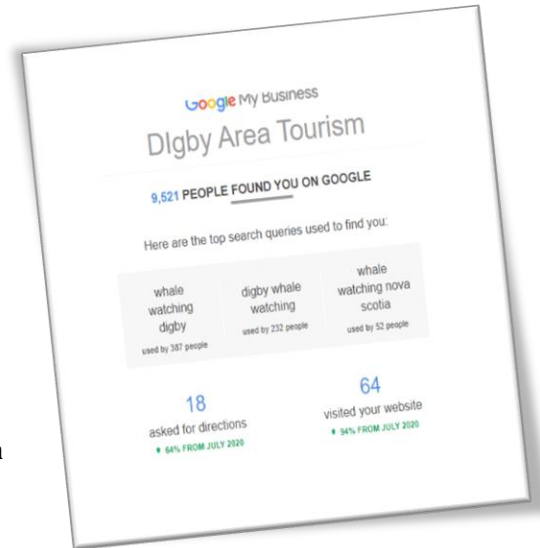 Google My Business
DIgby Area Tourism
9,521 PEOPLE FOUND YOU ON GOOGLE
Here are the top search queries used to find you:
whale
watching
digby
used by 387 people
digby whale
watching
used by 232 people
whale
watching nova
scotia
used by 52 people
18
asked for directions
64% FROM JULY 2020
64
visited your website
94% FROM JULY 2020